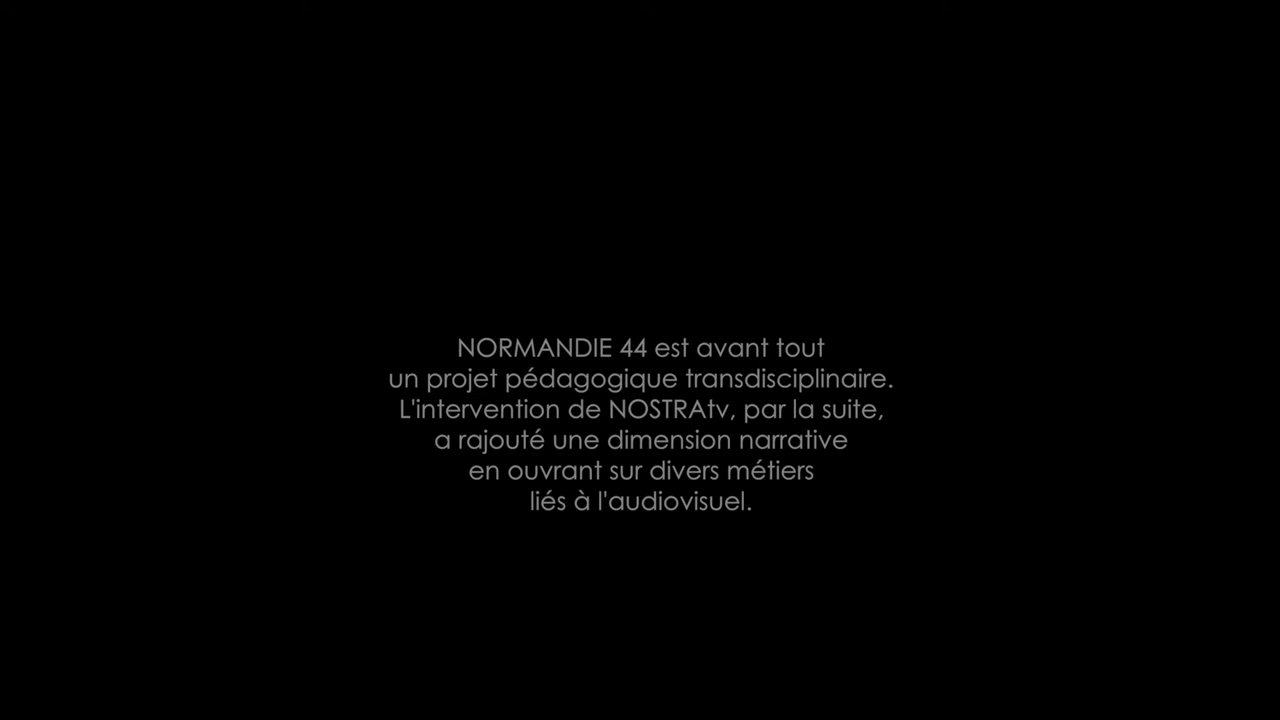 NORMANDIE 44 est avant tout
un projet pédagogique transdisciplinaire.
L'intervention de NOSTRAtv, par la suite,
a rajouté une dimension narrative
en ouvrant sur divers métiers
liés à l'audiovisuel.